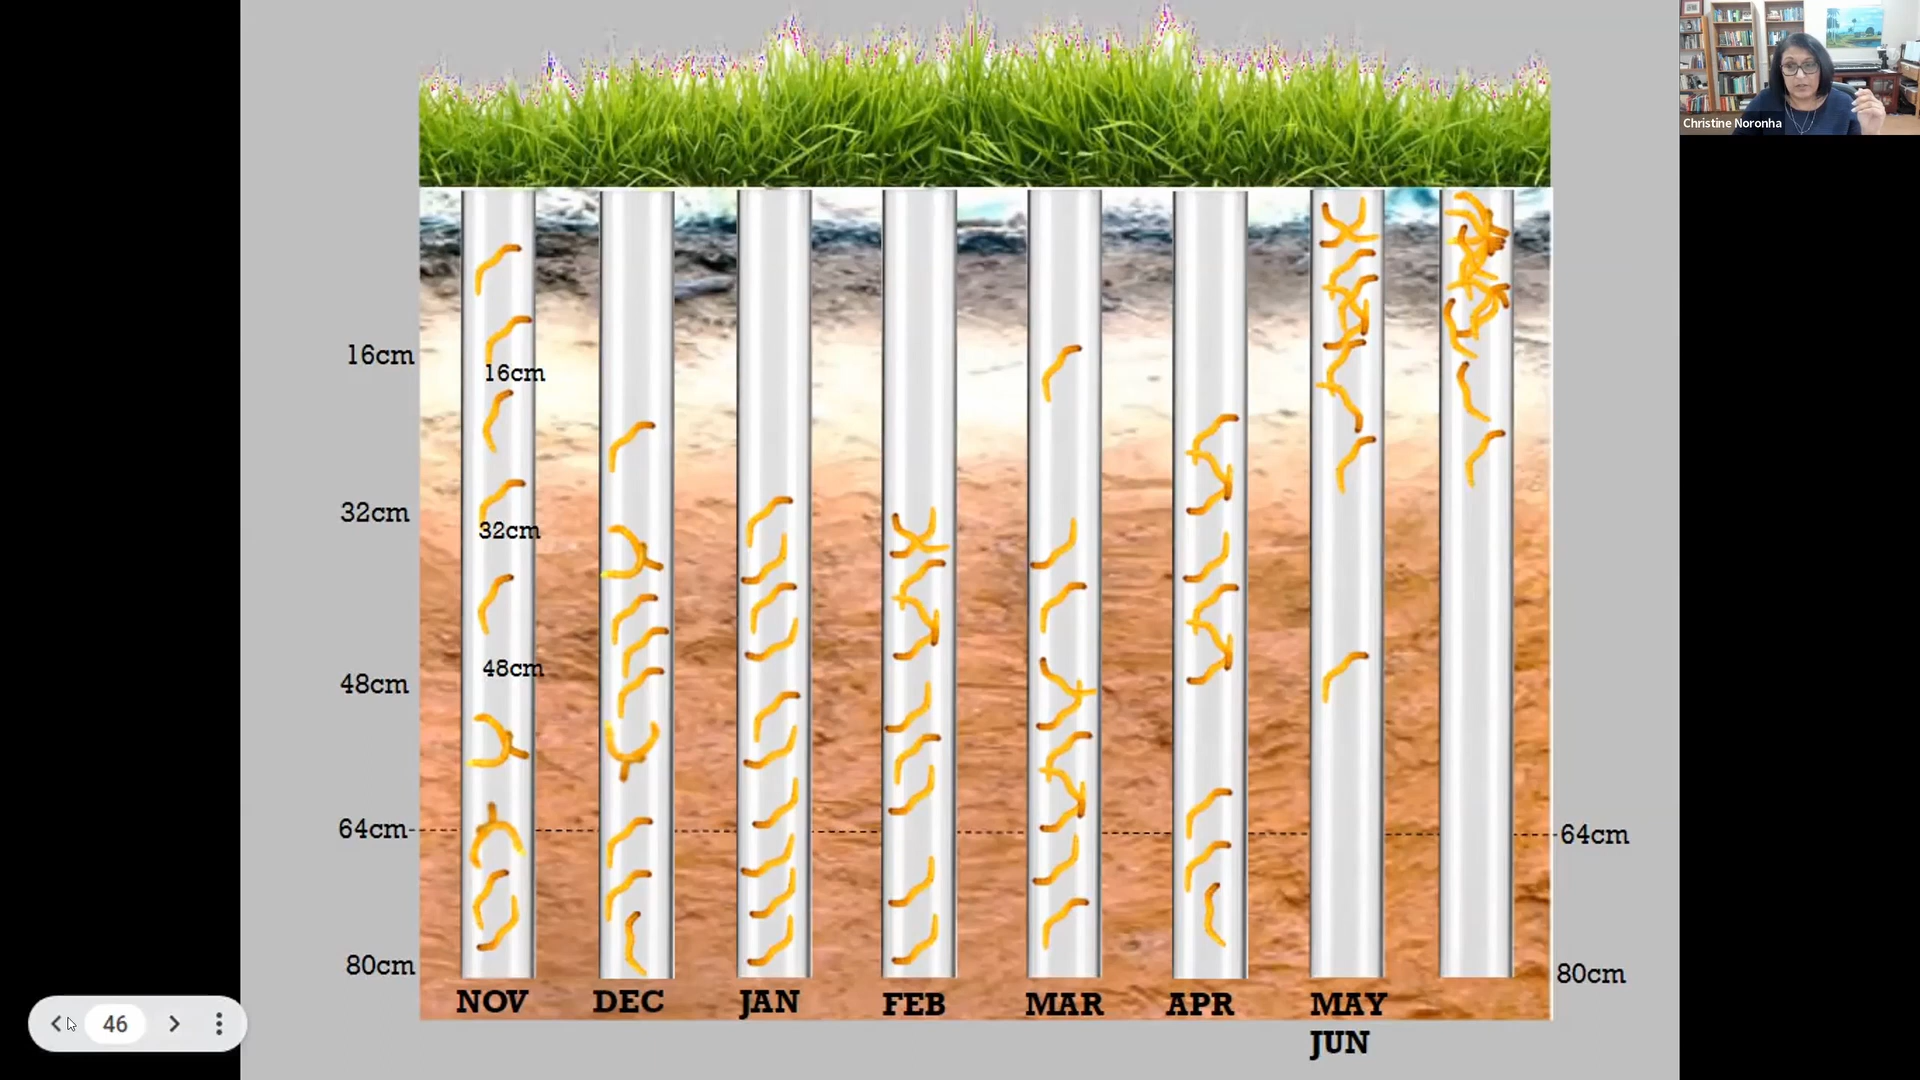 Christine Noronha
16cm
16cm
32cm
32cm
48cm
48cm
64cm
64cm
80cm
80cm
NOV
DEC
JAN
FEB
MAR
APR
MAY
JUN
46